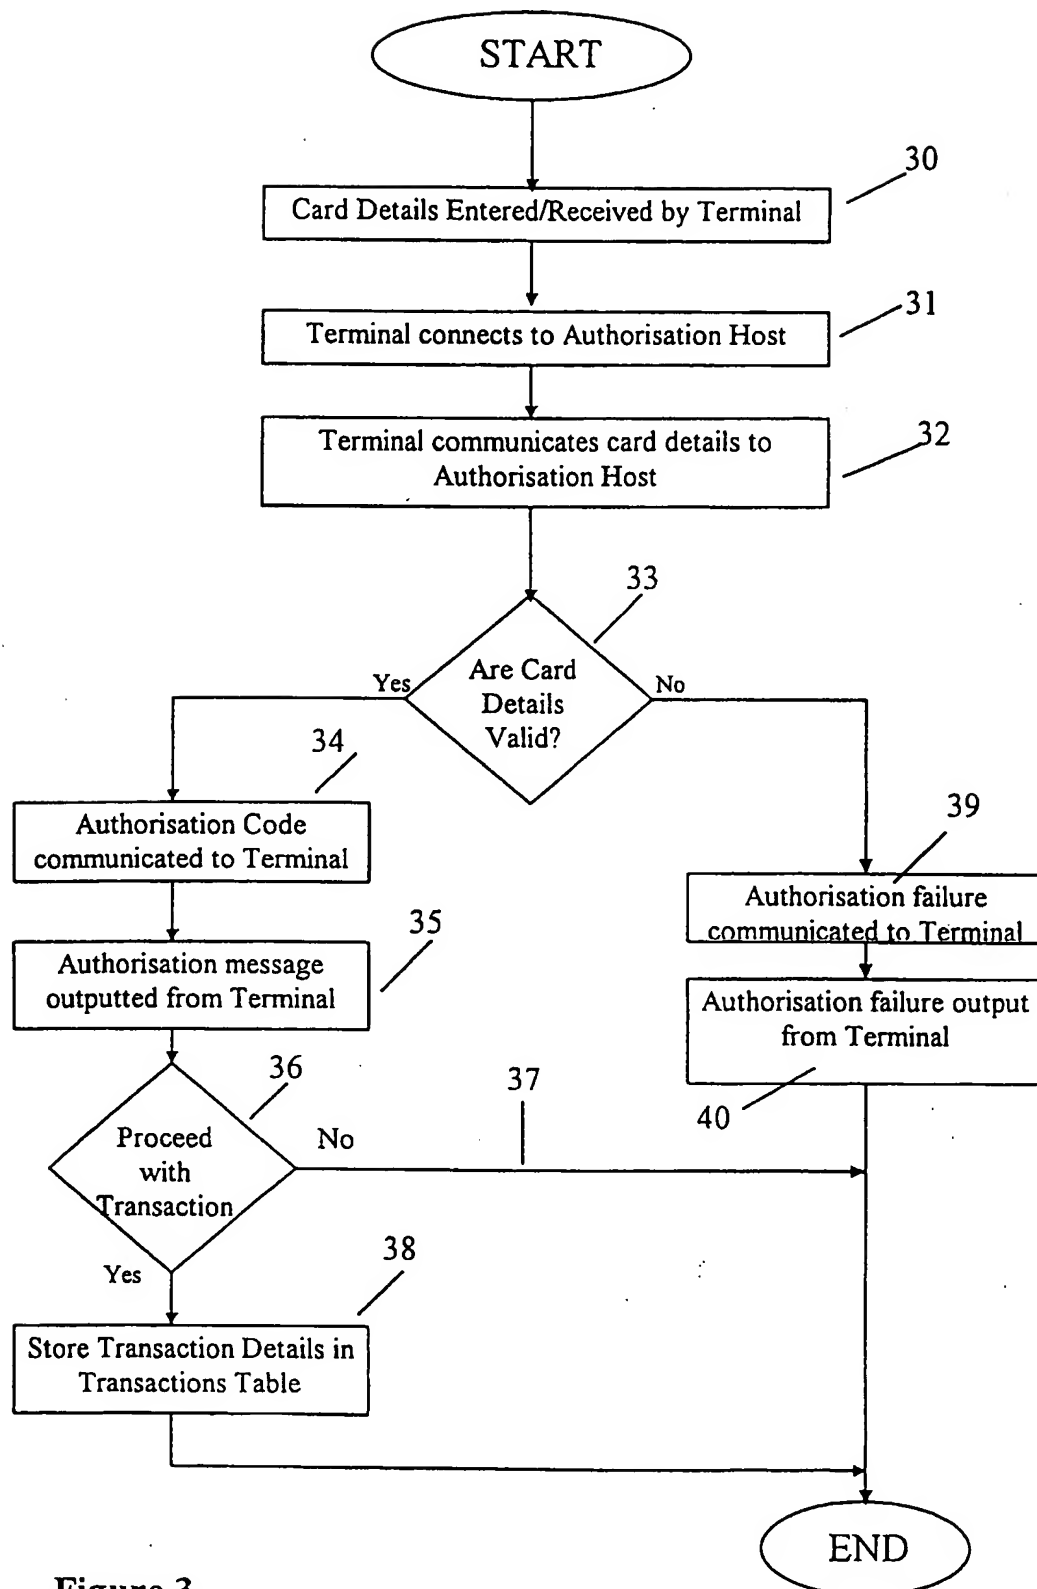 START
30
Card Details Entered/Received by Terminal
31
Terminal connects to Authorisation Host
32
Terminal communicates card details to
Authorisation Host
33
Are Card
Details
Valid?
Yes
No
34
Authorisation Code
communicated to Terminal
39
Authorisation failure
communicated to Terminal
35
Authorisation message
outputted from Terminal
Authorisation failure output
from Terminal
40
36
37
Proceed
with
Transaction
No
Yes
38
Store Transaction Details in
Transactions Table
END
Figure 3